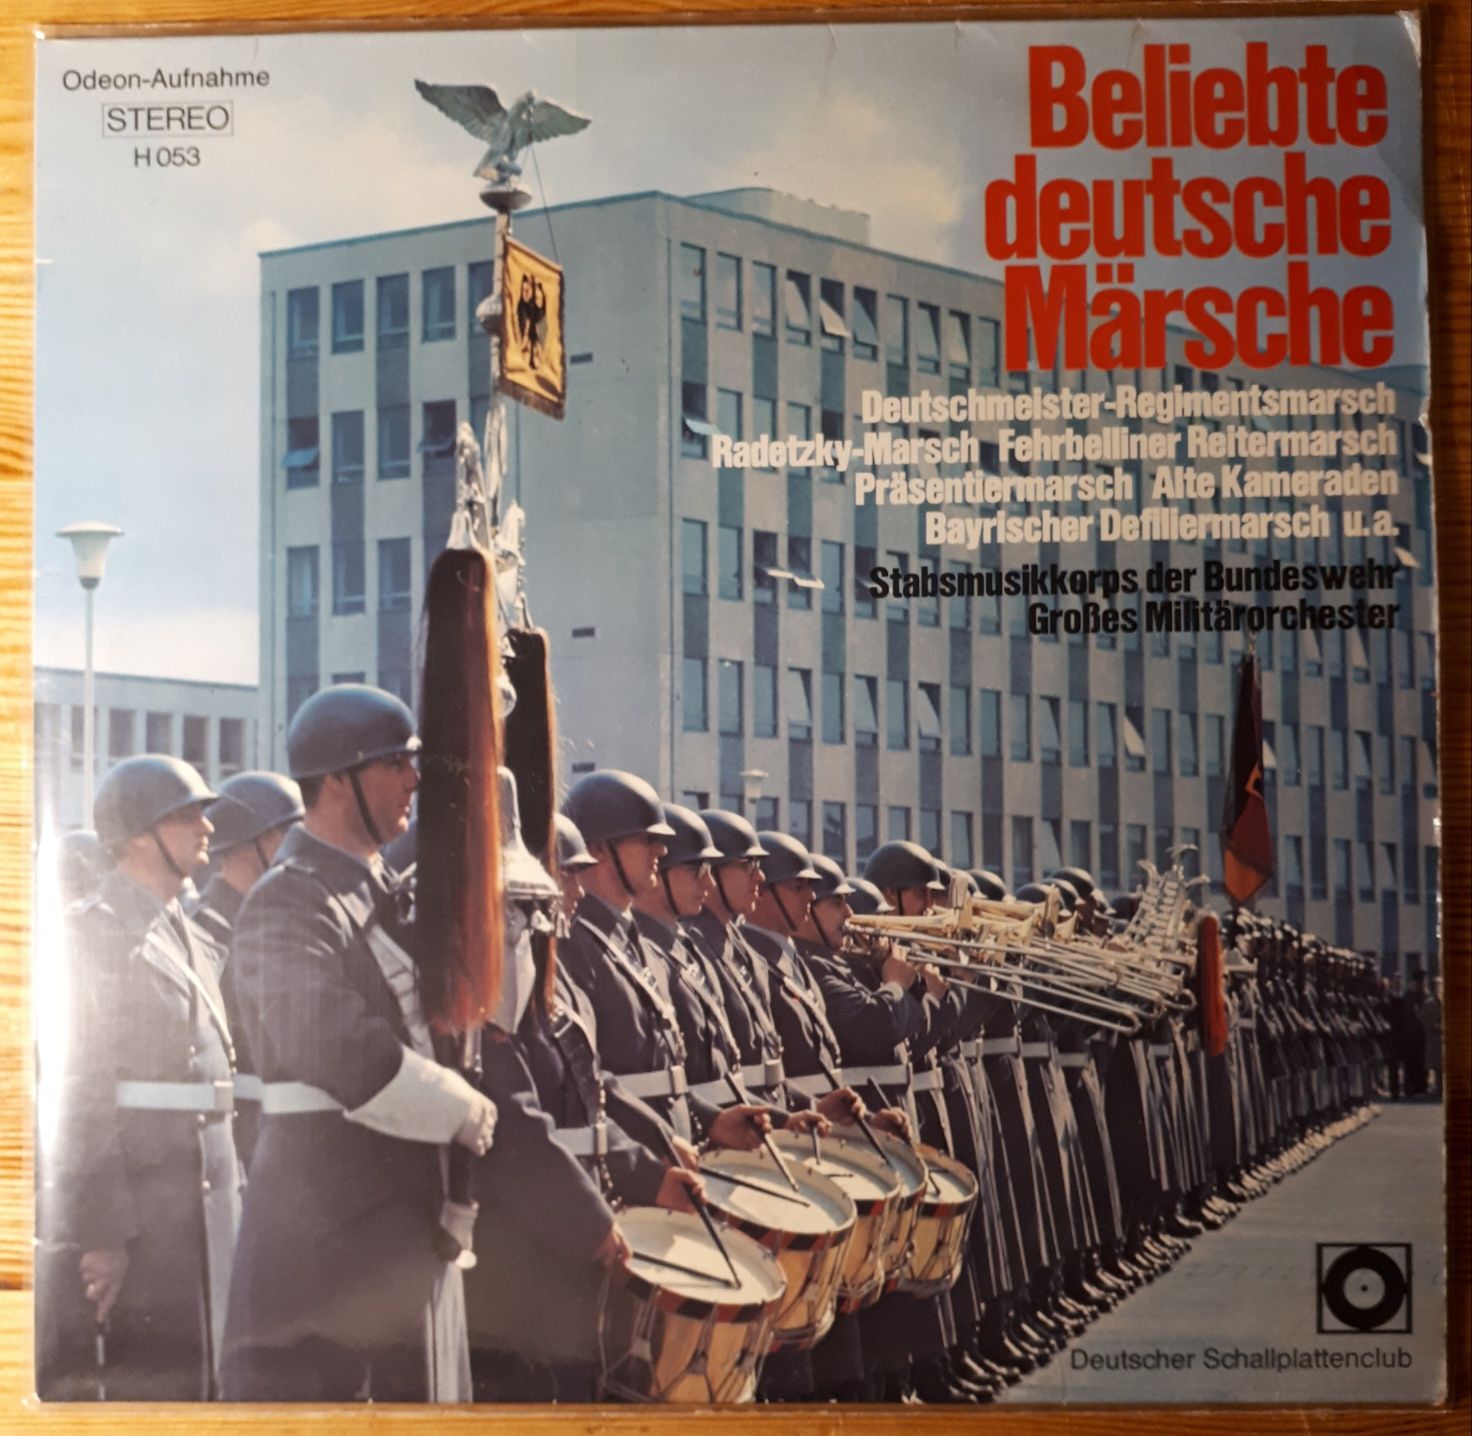 Odeon-Aufnahme
STEREO
H 053
Beliebte
deutsche
Märsche
Deutschmeister-Regimentsmarsch
Radetzky-Marsch Fehrbelliner Reitermarsch
Präsentiermarsch Alte Kameraden
Bayrischer Defiliermarsch u.a.
Stabsmusikkorps der Bundeswehr
Großes Militärorchester
Deutscher Schallplattenclub